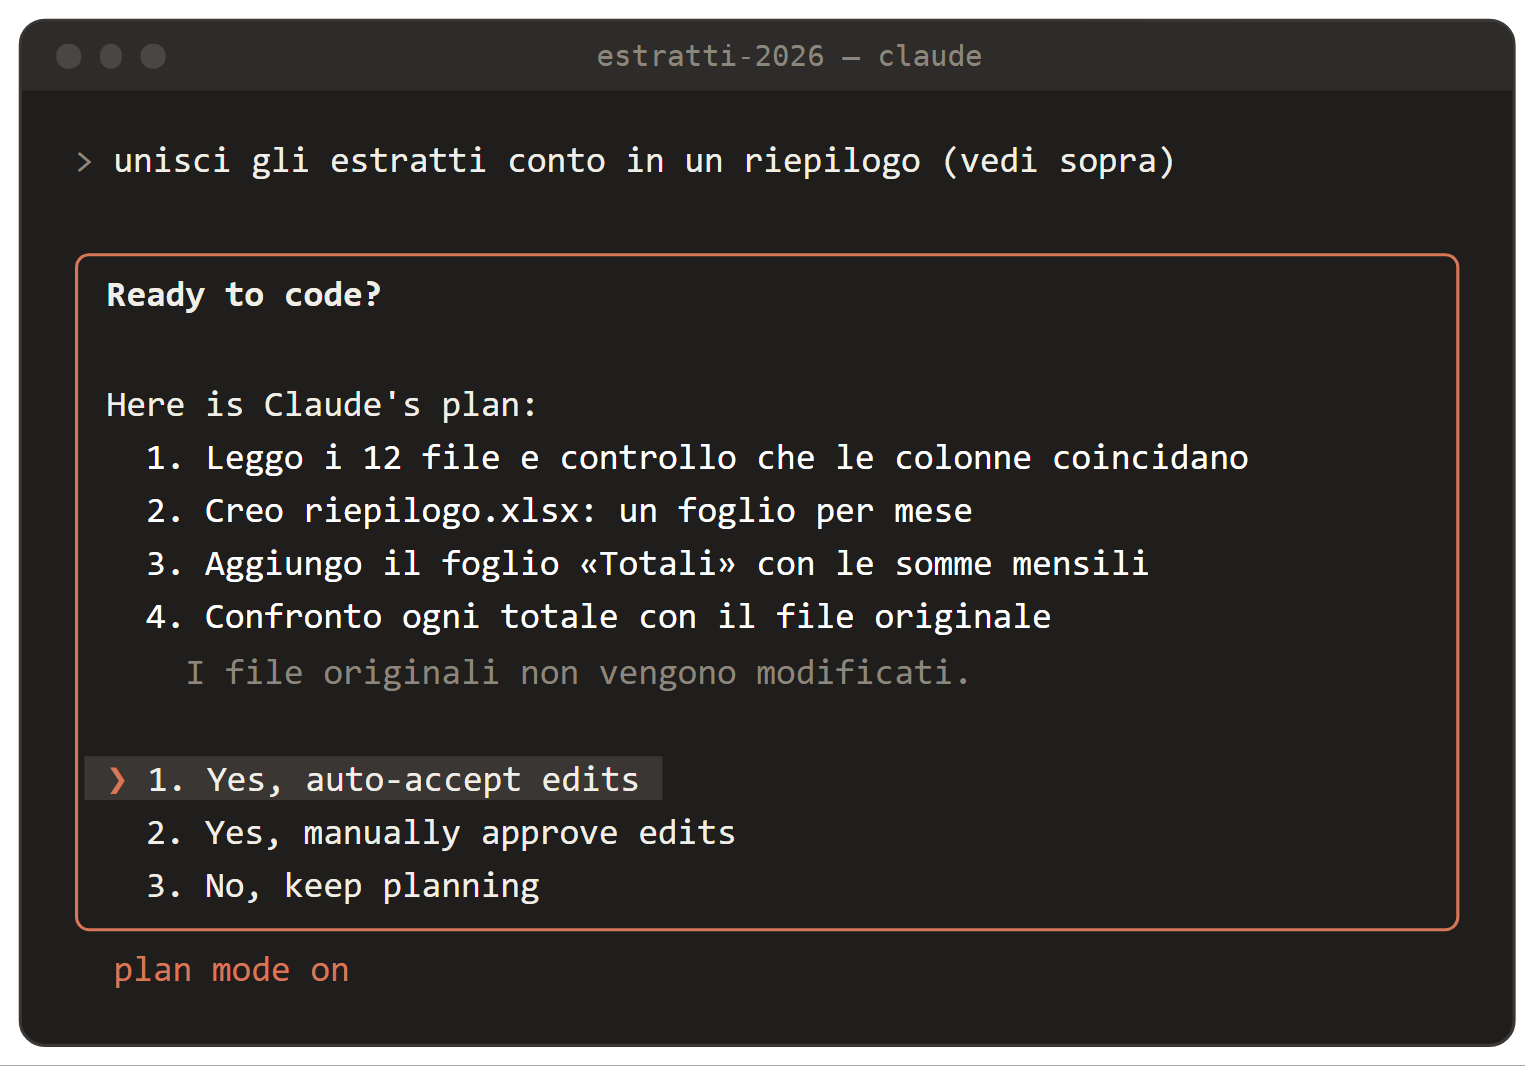 estratti-2026 — claude
> unisci gli estratti conto in un riepilogo (vedi sopra)
Ready to code?
Here is Claude's plan:
1. Leggo i 12 file e controllo che le colonne coincidano
2. Creo riepilogo.xlsx: un foglio per mese
3. Aggiungo il foglio «Totali» con le somme mensili
4. Confronto ogni totale con il file originale
I file originali non vengono modificati.
❯ 1. Yes, auto-accept edits
2. Yes, manually approve edits
3. No, keep planning
plan mode on